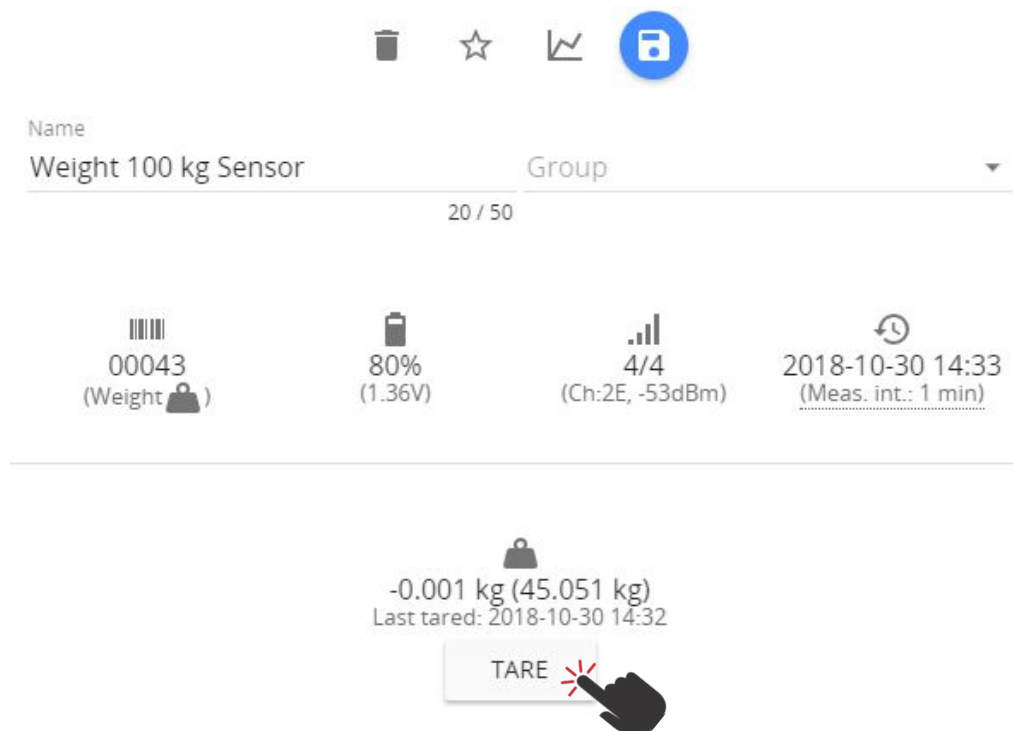 Name
Weight 100 kg Sensor
Group
20 / 50
00043
(Weight )
80%
(1.36V)
4/4
(Ch:2E, -53dBm)
2018-10-30 14:33
(Meas. int.: 1 min)
-0.001 kg (45.051 kg)
Last tared: 2018-10-30 14:32
TARE